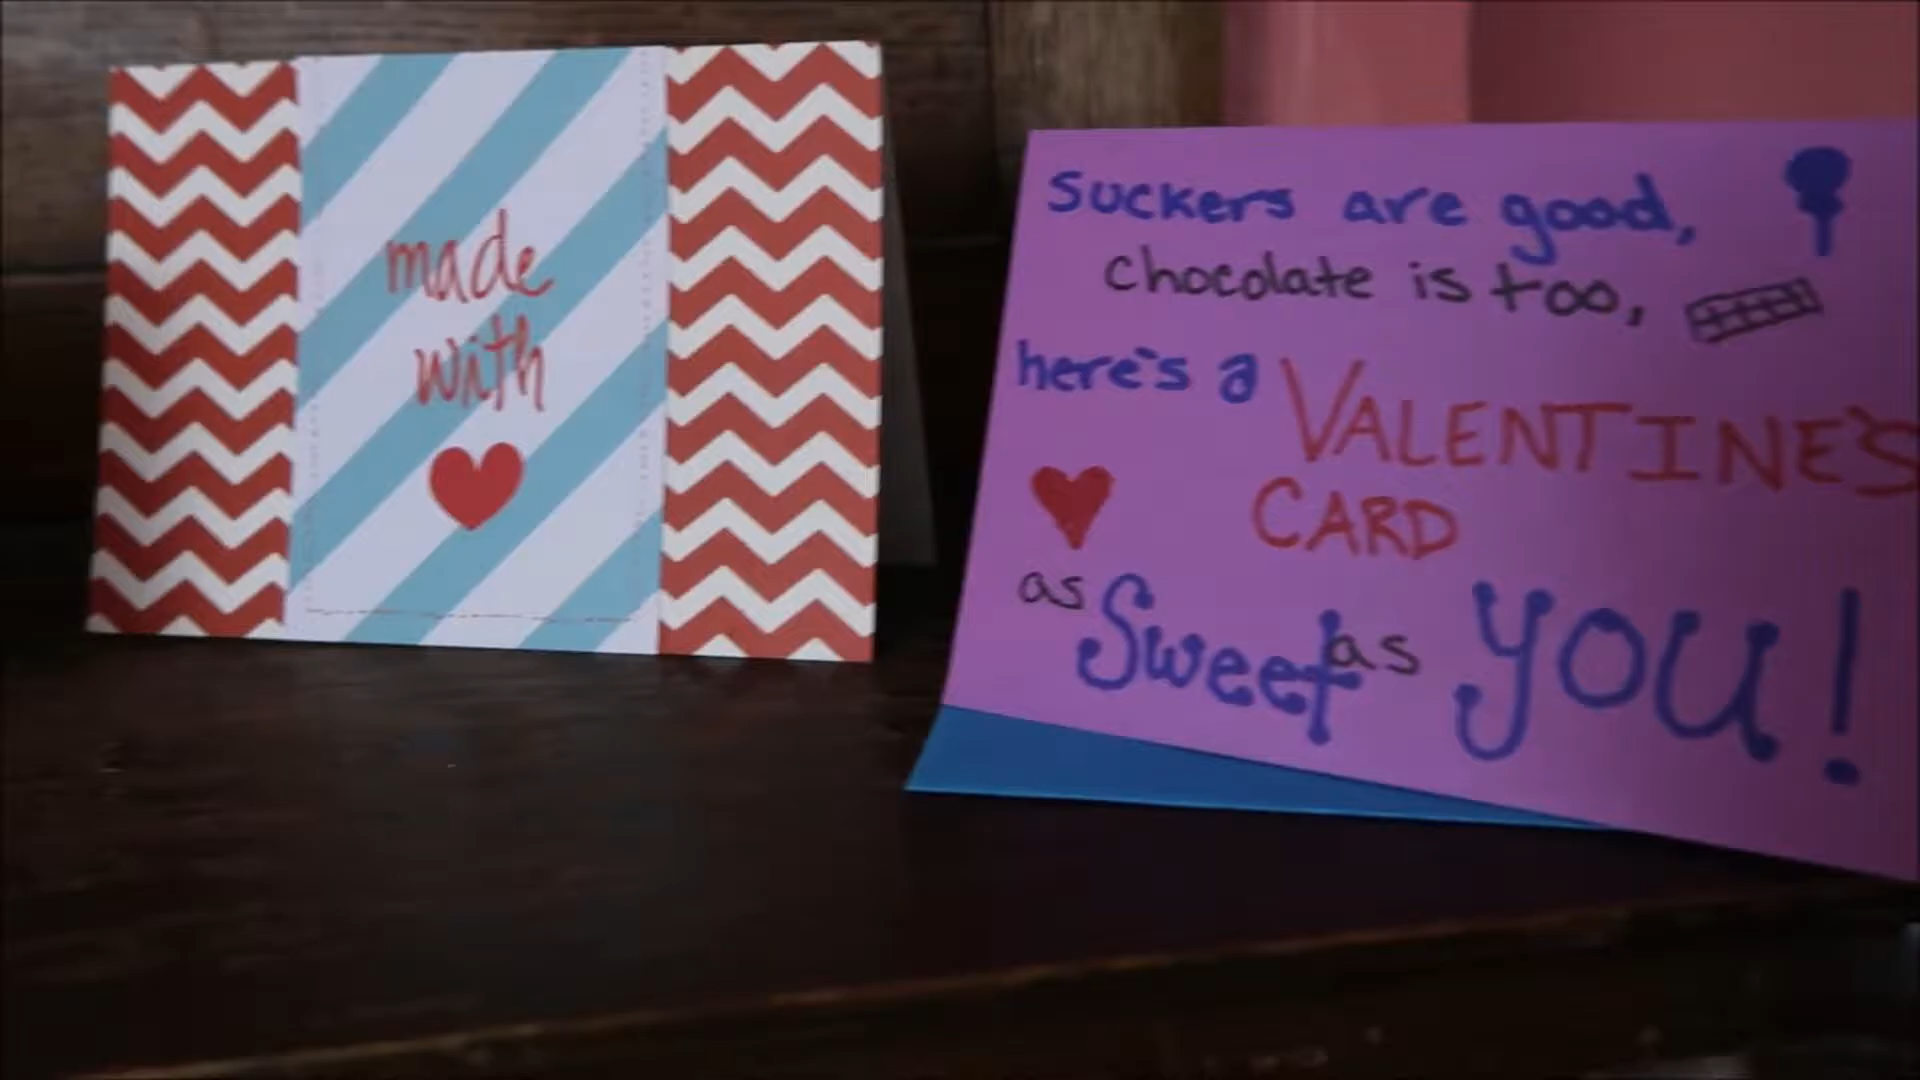 made
with
Suckers are good,
Chocolate is too,
here's a VALENTINE'S
CARD
as Sweet as YOU!